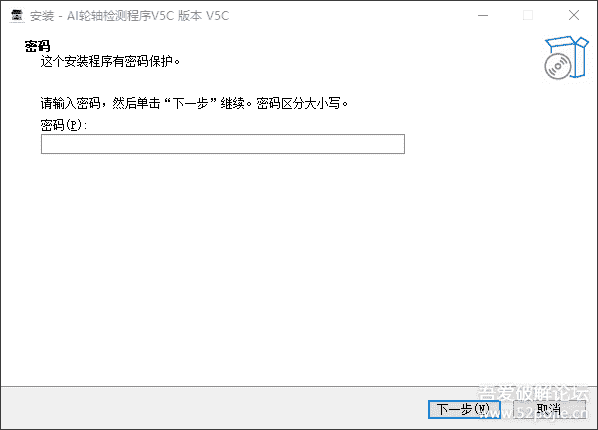 安装 - AI轮轴检测程序V5C 版本 V5C
密码
这个安装程序有密码保护。
请输入密码，然后单击“下一步”继续。密码区分大小写。
密码(P):
下一步(N)
取消
吾爱破解论坛
www.52pojie.cn